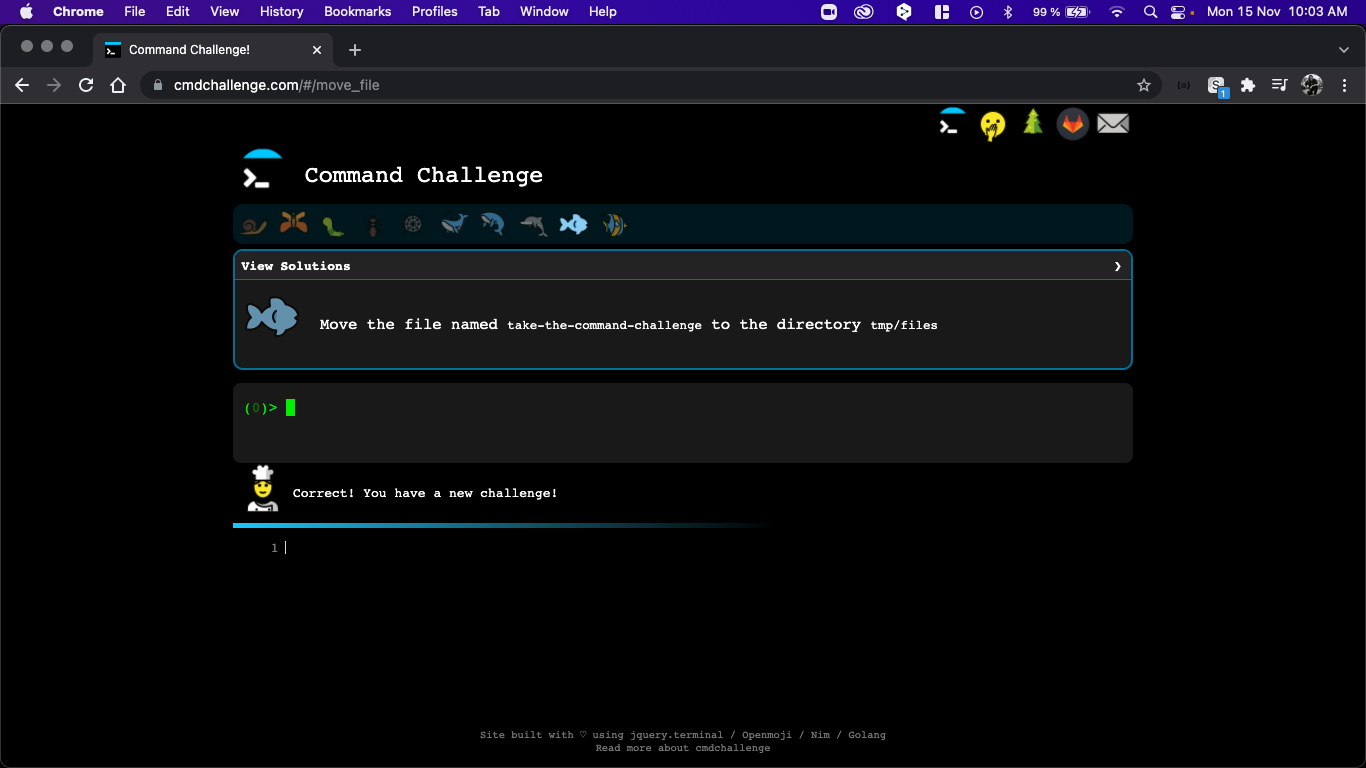 Chrome File Edit View History Bookmarks Profiles Tab Window Help 99 % Mon 15 Nov 10:03 AM
Command Challenge!
cmdchallenge.com/#/move_file
1
Command Challenge
View Solutions ❯
Move the file named take-the-command-challenge to the directory tmp/files
(0)>
Correct! You have a new challenge!
1
Site built with ♡ using jquery.terminal / Openmoji / Nim / Golang
Read more about cmdchallenge